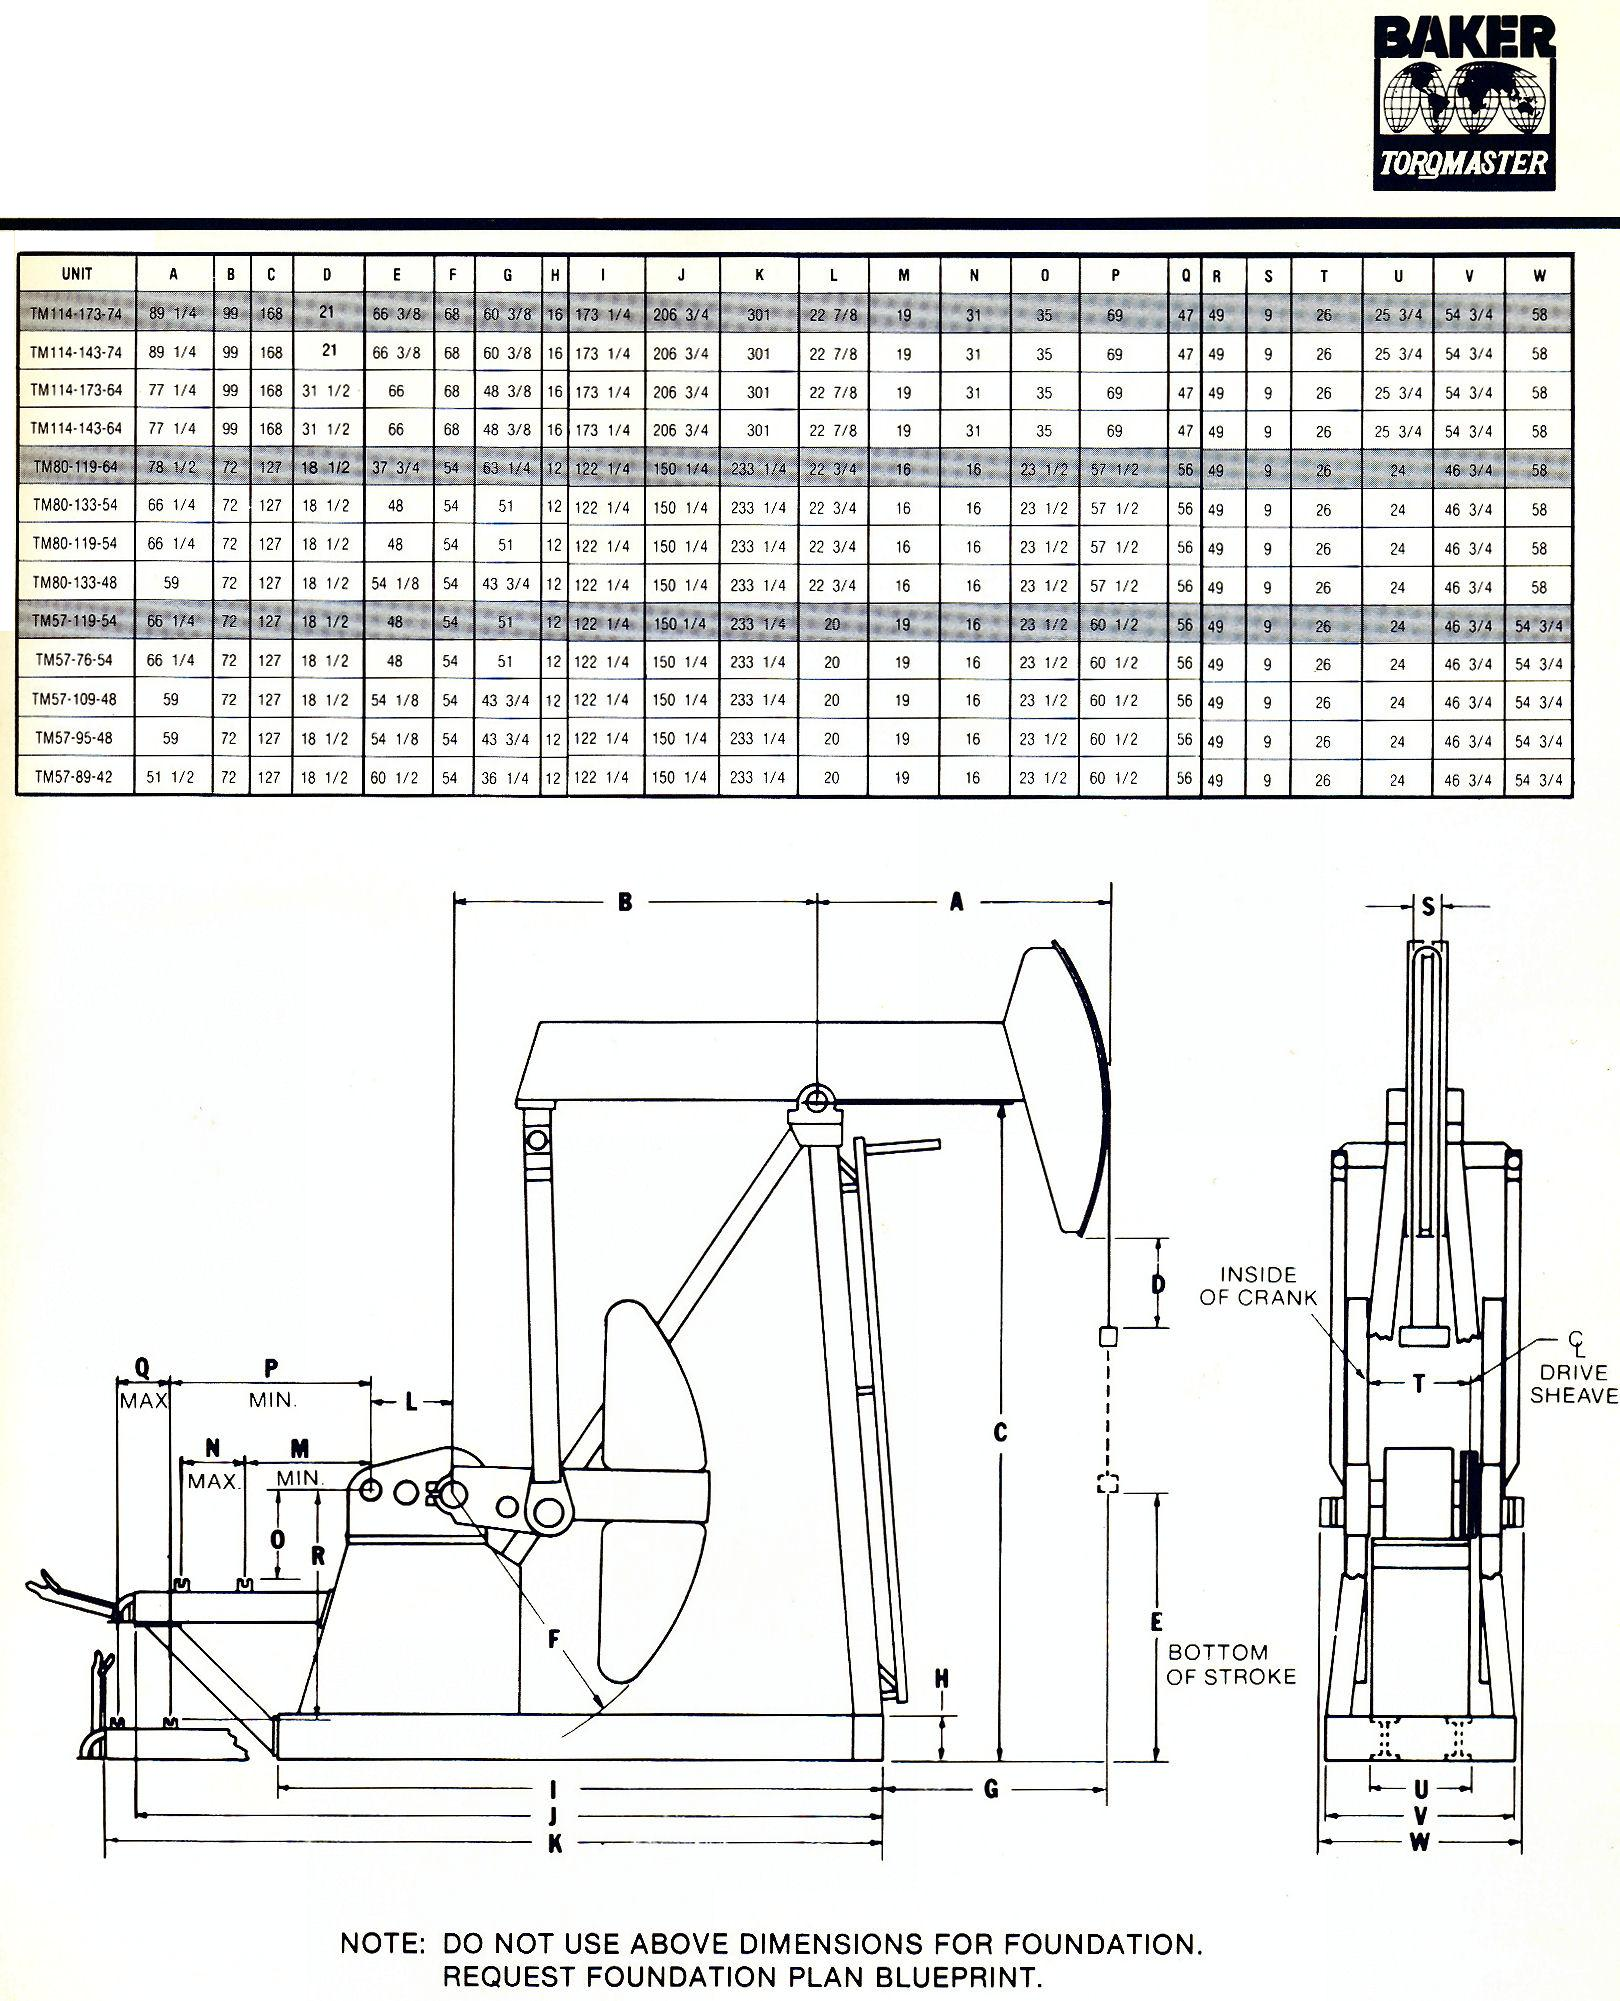 BAKER
TORQMASTER
UNIT A B C D E F G H I J K L M N O P Q R S T U V W
TM114-173-74 89 1/4 99 168 21 66 3/8 68 60 3/8 16 173 1/4 206 3/4 301 22 7/8 19 31 35 69 47 49 9 26 25 3/4 54 3/4 58
TM114-143-74 89 1/4 99 168 21 66 3/8 68 60 3/8 16 173 1/4 206 3/4 301 22 7/8 19 31 35 69 47 49 9 26 25 3/4 54 3/4 58
TM114-173-64 77 1/4 99 168 31 1/2 66 68 48 3/8 16 173 1/4 206 3/4 301 22 7/8 19 31 35 69 47 49 9 26 25 3/4 54 3/4 58
TM114-143-64 77 1/4 99 168 31 1/2 66 68 48 3/8 16 173 1/4 206 3/4 301 22 7/8 19 31 35 69 47 49 9 26 25 3/4 54 3/4 58
TM80-119-64 78 1/2 72 127 18 1/2 37 3/4 54 63 1/4 12 122 1/4 150 1/4 233 1/4 22 3/4 16 16 23 1/2 57 1/2 56 49 9 26 24 46 3/4 58
TM80-133-54 66 1/4 72 127 18 1/2 48 54 51 12 122 1/4 150 1/4 233 1/4 22 3/4 16 16 23 1/2 57 1/2 56 49 9 26 24 46 3/4 58
TM80-119-54 66 1/4 72 127 18 1/2 48 54 51 12 122 1/4 150 1/4 233 1/4 22 3/4 16 16 23 1/2 57 1/2 56 49 9 26 24 46 3/4 58
TM80-133-48 59 72 127 18 1/2 54 1/8 54 43 3/4 12 122 1/4 150 1/4 233 1/4 22 3/4 16 16 23 1/2 57 1/2 56 49 9 26 24 46 3/4 58
TM57-119-54 66 1/4 72 127 18 1/2 48 54 51 12 122 1/4 150 1/4 233 1/4 20 19 16 23 1/2 60 1/2 56 49 9 26 24 46 3/4 54 3/4
TM57-76-54 66 1/4 72 127 18 1/2 48 54 51 12 122 1/4 150 1/4 233 1/4 20 19 16 23 1/2 60 1/2 56 49 9 26 24 46 3/4 54 3/4
TM57-109-48 59 72 127 18 1/2 54 1/8 54 43 3/4 12 122 1/4 150 1/4 233 1/4 20 19 16 23 1/2 60 1/2 56 49 9 26 24 46 3/4 54 3/4
TM57-95-48 59 72 127 18 1/2 54 1/8 54 43 3/4 12 122 1/4 150 1/4 233 1/4 20 19 16 23 1/2 60 1/2 56 49 9 26 24 46 3/4 54 3/4
TM57-89-42 51 1/2 72 127 18 1/2 60 1/2 54 36 1/4 12 122 1/4 150 1/4 233 1/4 20 19 16 23 1/2 60 1/2 56 49 9 26 24 46 3/4 54 3/4
B A S
D
INSIDE
OF CRANK
℄
DRIVE
SHEAVE
T
Q P
MAX MIN.
L
C
N M
MAX. MIN.
O
R
F
E
BOTTOM
OF STROKE
H
I
G
U
J
V
K
W
NOTE: DO NOT USE ABOVE DIMENSIONS FOR FOUNDATION.
REQUEST FOUNDATION PLAN BLUEPRINT.